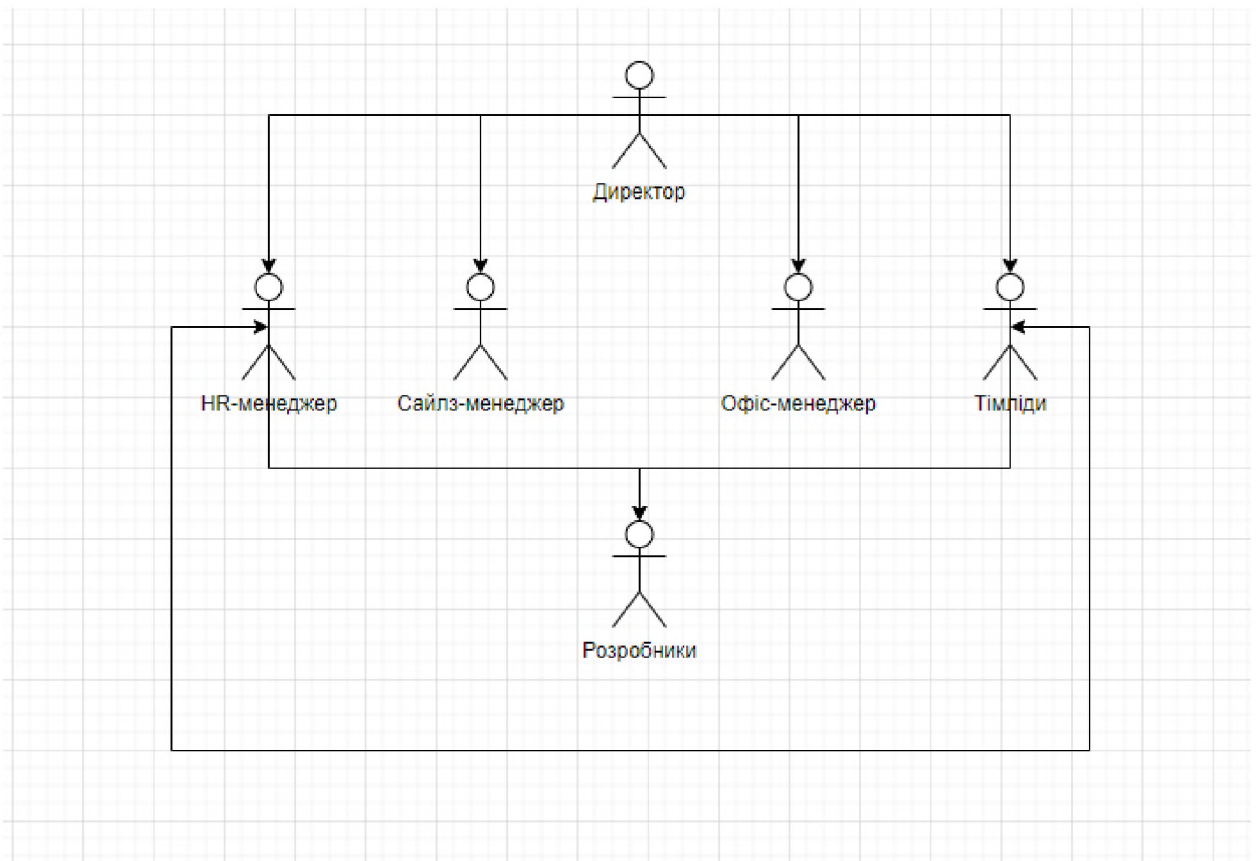 Директор
HR-менеджер
Сайлз-менеджер
Офіс-менеджер
Тімліди
Розробники